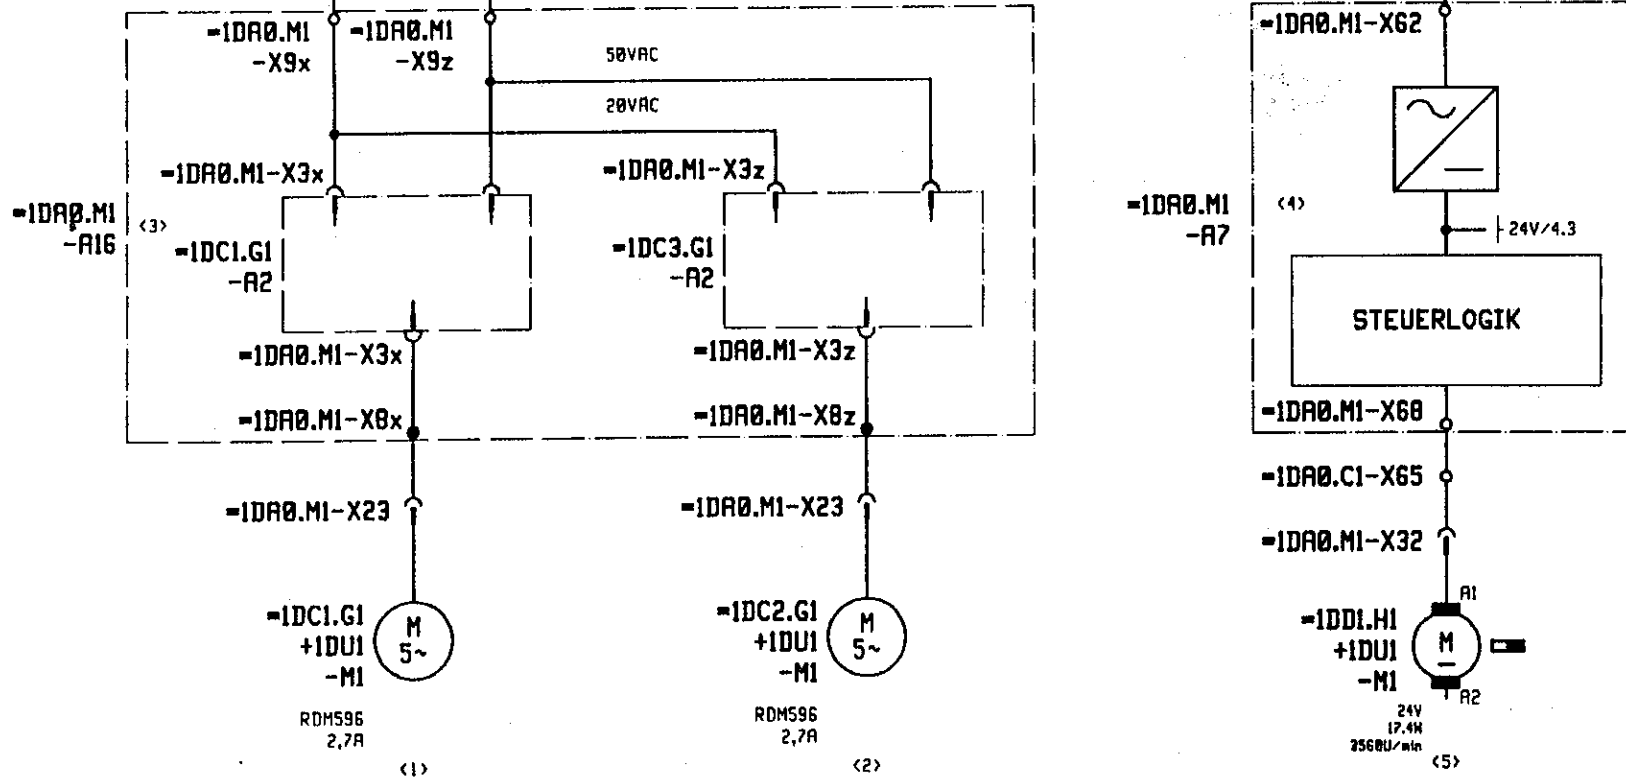 =1DA0.M1
-X9x
=1DA0.M1
-X9z
50VAC
20VAC
=1DA0.M1-X3x
=1DA0.M1-X3z
=1DA0.M1
-A16
<3>
=1DC1.G1
-A2
=1DC3.G1
-A2
=1DA0.M1-X3x
=1DA0.M1-X3z
=1DA0.M1-X8x
=1DA0.M1-X8z
=1DA0.M1-X23
=1DA0.M1-X23
=1DC1.G1
+1DU1
-M1
M
5~
RDM596
2,7A
<1>
=1DC2.G1
+1DU1
-M1
M
5~
RDM596
2,7A
<2>
=1DA0.M1-X62
=1DA0.M1
-A7
<4>
24V/4.3
STEUERLOGIK
=1DA0.M1-X68
=1DA0.C1-X65
=1DA0.M1-X32
A1
=1DD1.H1
+1DU1
-M1
M
A2
24V
17.4W
3560U/min
<5>